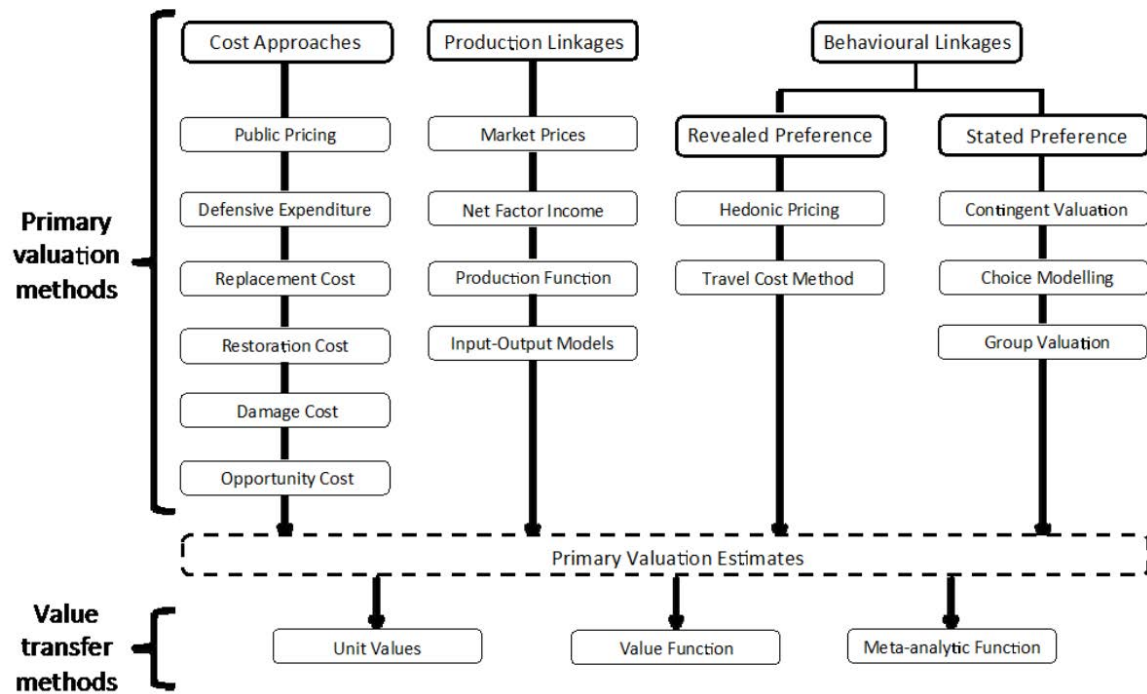 Cost Approaches
Production Linkages
Behavioural Linkages
Public Pricing
Market Prices
Revealed Preference
Stated Preference
Primary
valuation
methods
Defensive Expenditure
Net Factor Income
Hedonic Pricing
Contingent Valuation
Replacement Cost
Production Function
Travel Cost Method
Choice Modelling
Restoration Cost
Input-Output Models
Group Valuation
Damage Cost
Opportunity Cost
Primary Valuation Estimates
Value
transfer
methods
Unit Values
Value Function
Meta-analytic Function